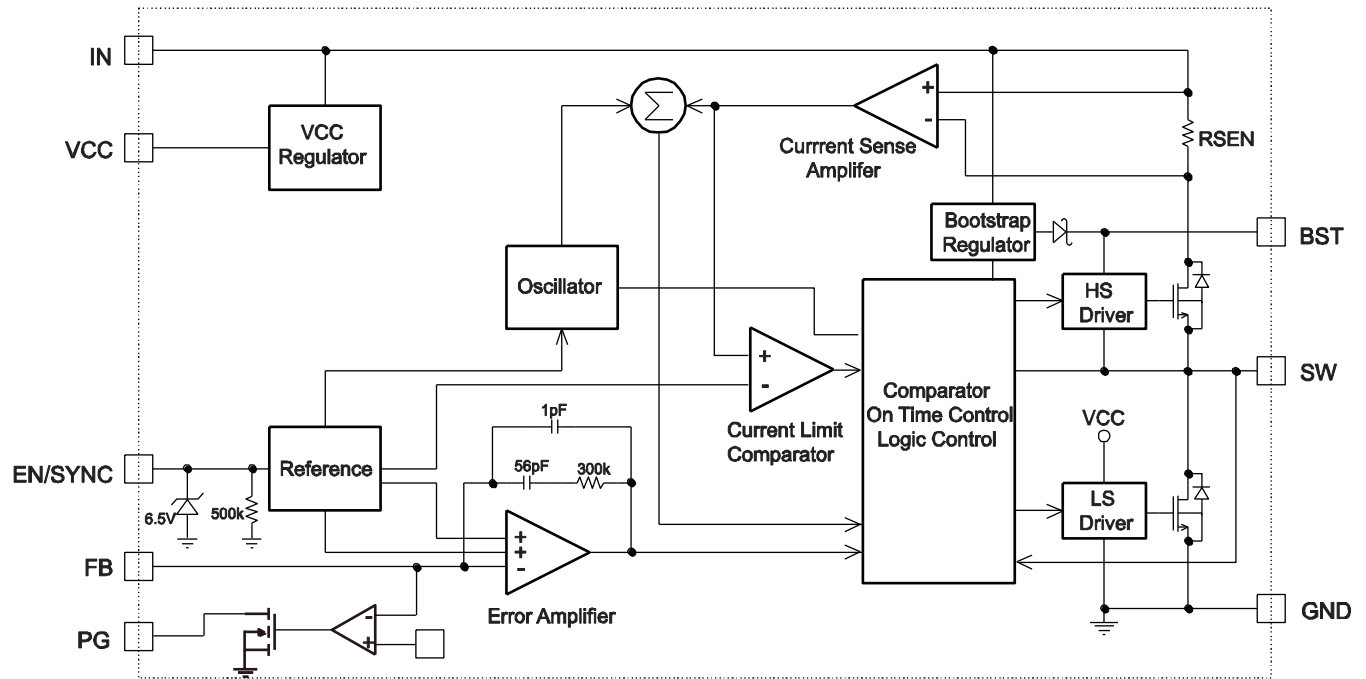 IN
VCC
VCC
Regulator
Σ
+
-
Currrent Sense
Amplifer
RSEN
Bootstrap
Regulator
BST
Oscillator
HS
Driver
+
-
Current Limit
Comparator
Comparator
On Time Control
Logic Control
SW
VCC
1pF
56pF
300k
EN/SYNC
6.5V
500k
Reference
LS
Driver
FB
+
+
-
Error Amplifier
PG
-
+
GND